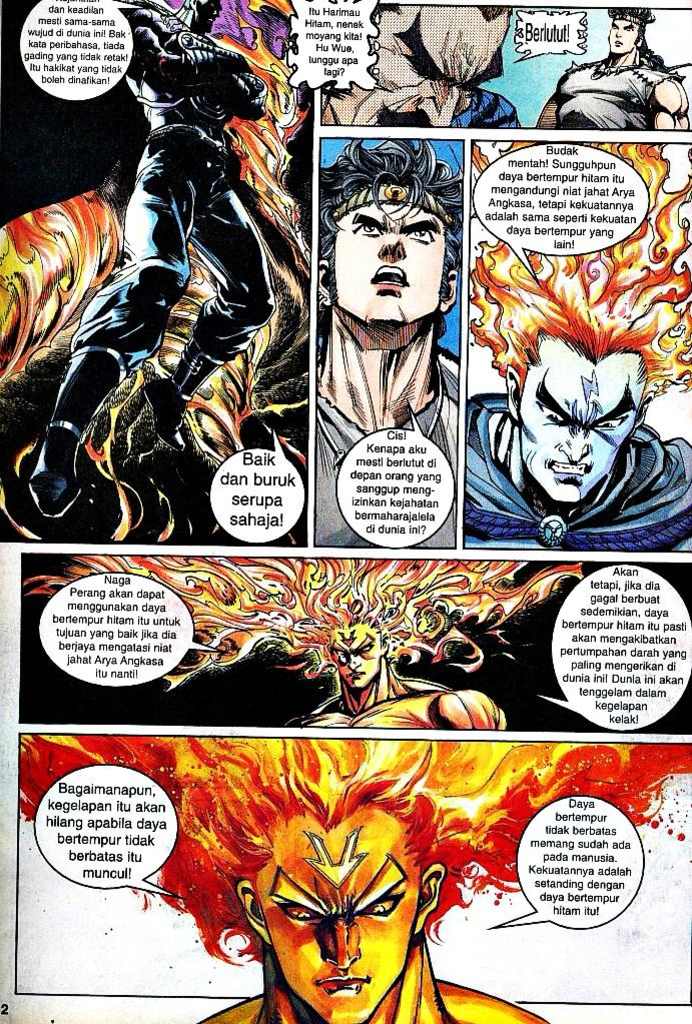 dan keadilan
mesti sama-sama
wujud di dunia ini! Bak
kata peribahasa, tiada
gading yang tidak retak!
Itu hakikat yang tidak
boleh dinafikan!
Baik
dan buruk
serupa
sahaja!
Itu Harimau
Hitam, nenek
moyang kita!
Hu Wue,
tunggu apa
lagi?
Berlutut!
Cis!
Kenapa aku
mesti berlutut di
depan orang yang
sanggup meng-
izinkan kejahatan
bermaharajalela
di dunia ini?
Budak
mentah! Sungguhpun
daya bertempur hitam itu
mengandungi niat jahat Arya
Angkasa, tetapi kekuatannya
adalah sama seperti kekuatan
daya bertempur yang
lain!
Naga
Perang akan dapat
menggunakan daya
bertempur hitam itu untuk
tujuan yang baik jika dia
berjaya mengatasi niat
jahat Arya Angkasa
itu nanti!
Akan
tetapi, jika dia
gagal berbuat
sedemikian, daya
bertempur hitam itu pasti
akan mengakibatkan
pertumpahan darah yang
paling mengerikan di
dunia ini! Dunia ini akan
tenggelam dalam
kegelapan
kelak!
Bagaimanapun,
kegelapan itu akan
hilang apabila daya
bertempur tidak
berbatas itu
muncul!
Daya
bertempur
tidak berbatas
memang sudah ada
pada manusia.
Kekuatannya adalah
setanding dengan
daya bertempur
hitam itu!
2